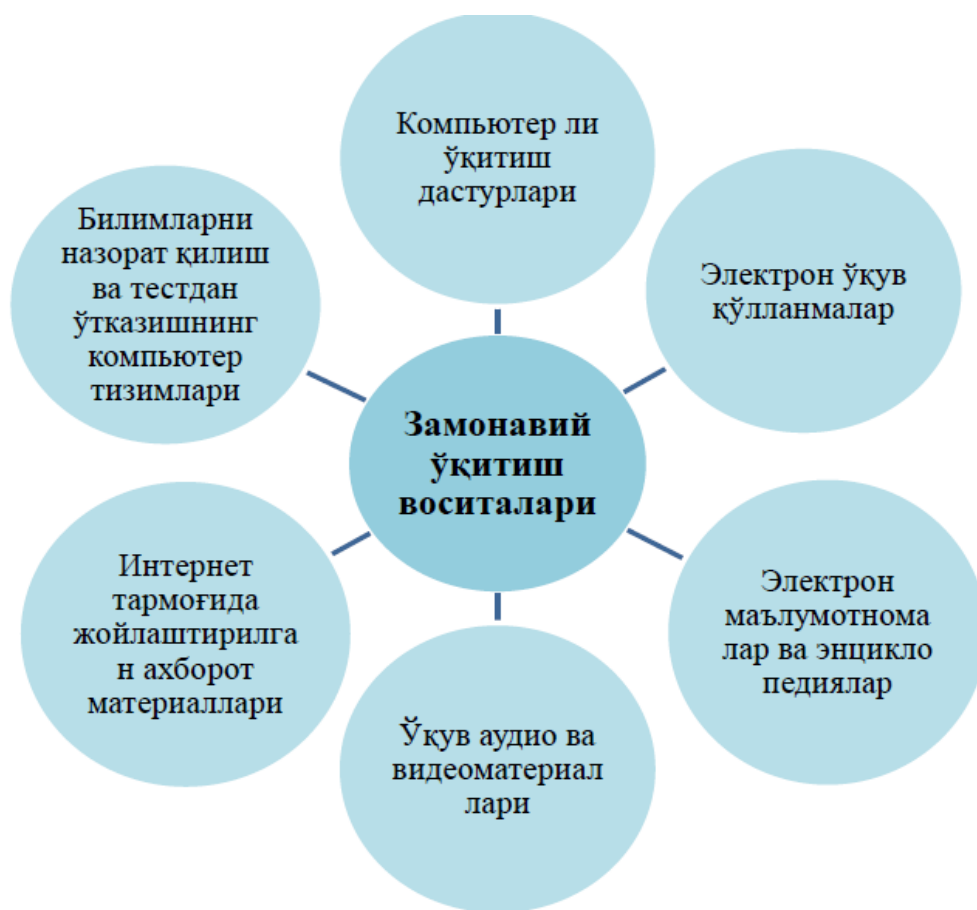 Компьютер ли
ўқитиш
дастурлари
Билимларни
назорат қилиш
ва тестдан
ўтказишнинг
компьютер
тизимлари
Электрон ўқув
қўлланмалар
Замонавий
ўқитиш
воситалари
Интернет
тармоғида
жойлаштирилга
н ахборот
материаллари
Электрон
маълумотнома
лар ва энцикло
педиялар
Ўқув аудио ва
видеоматериал
лари